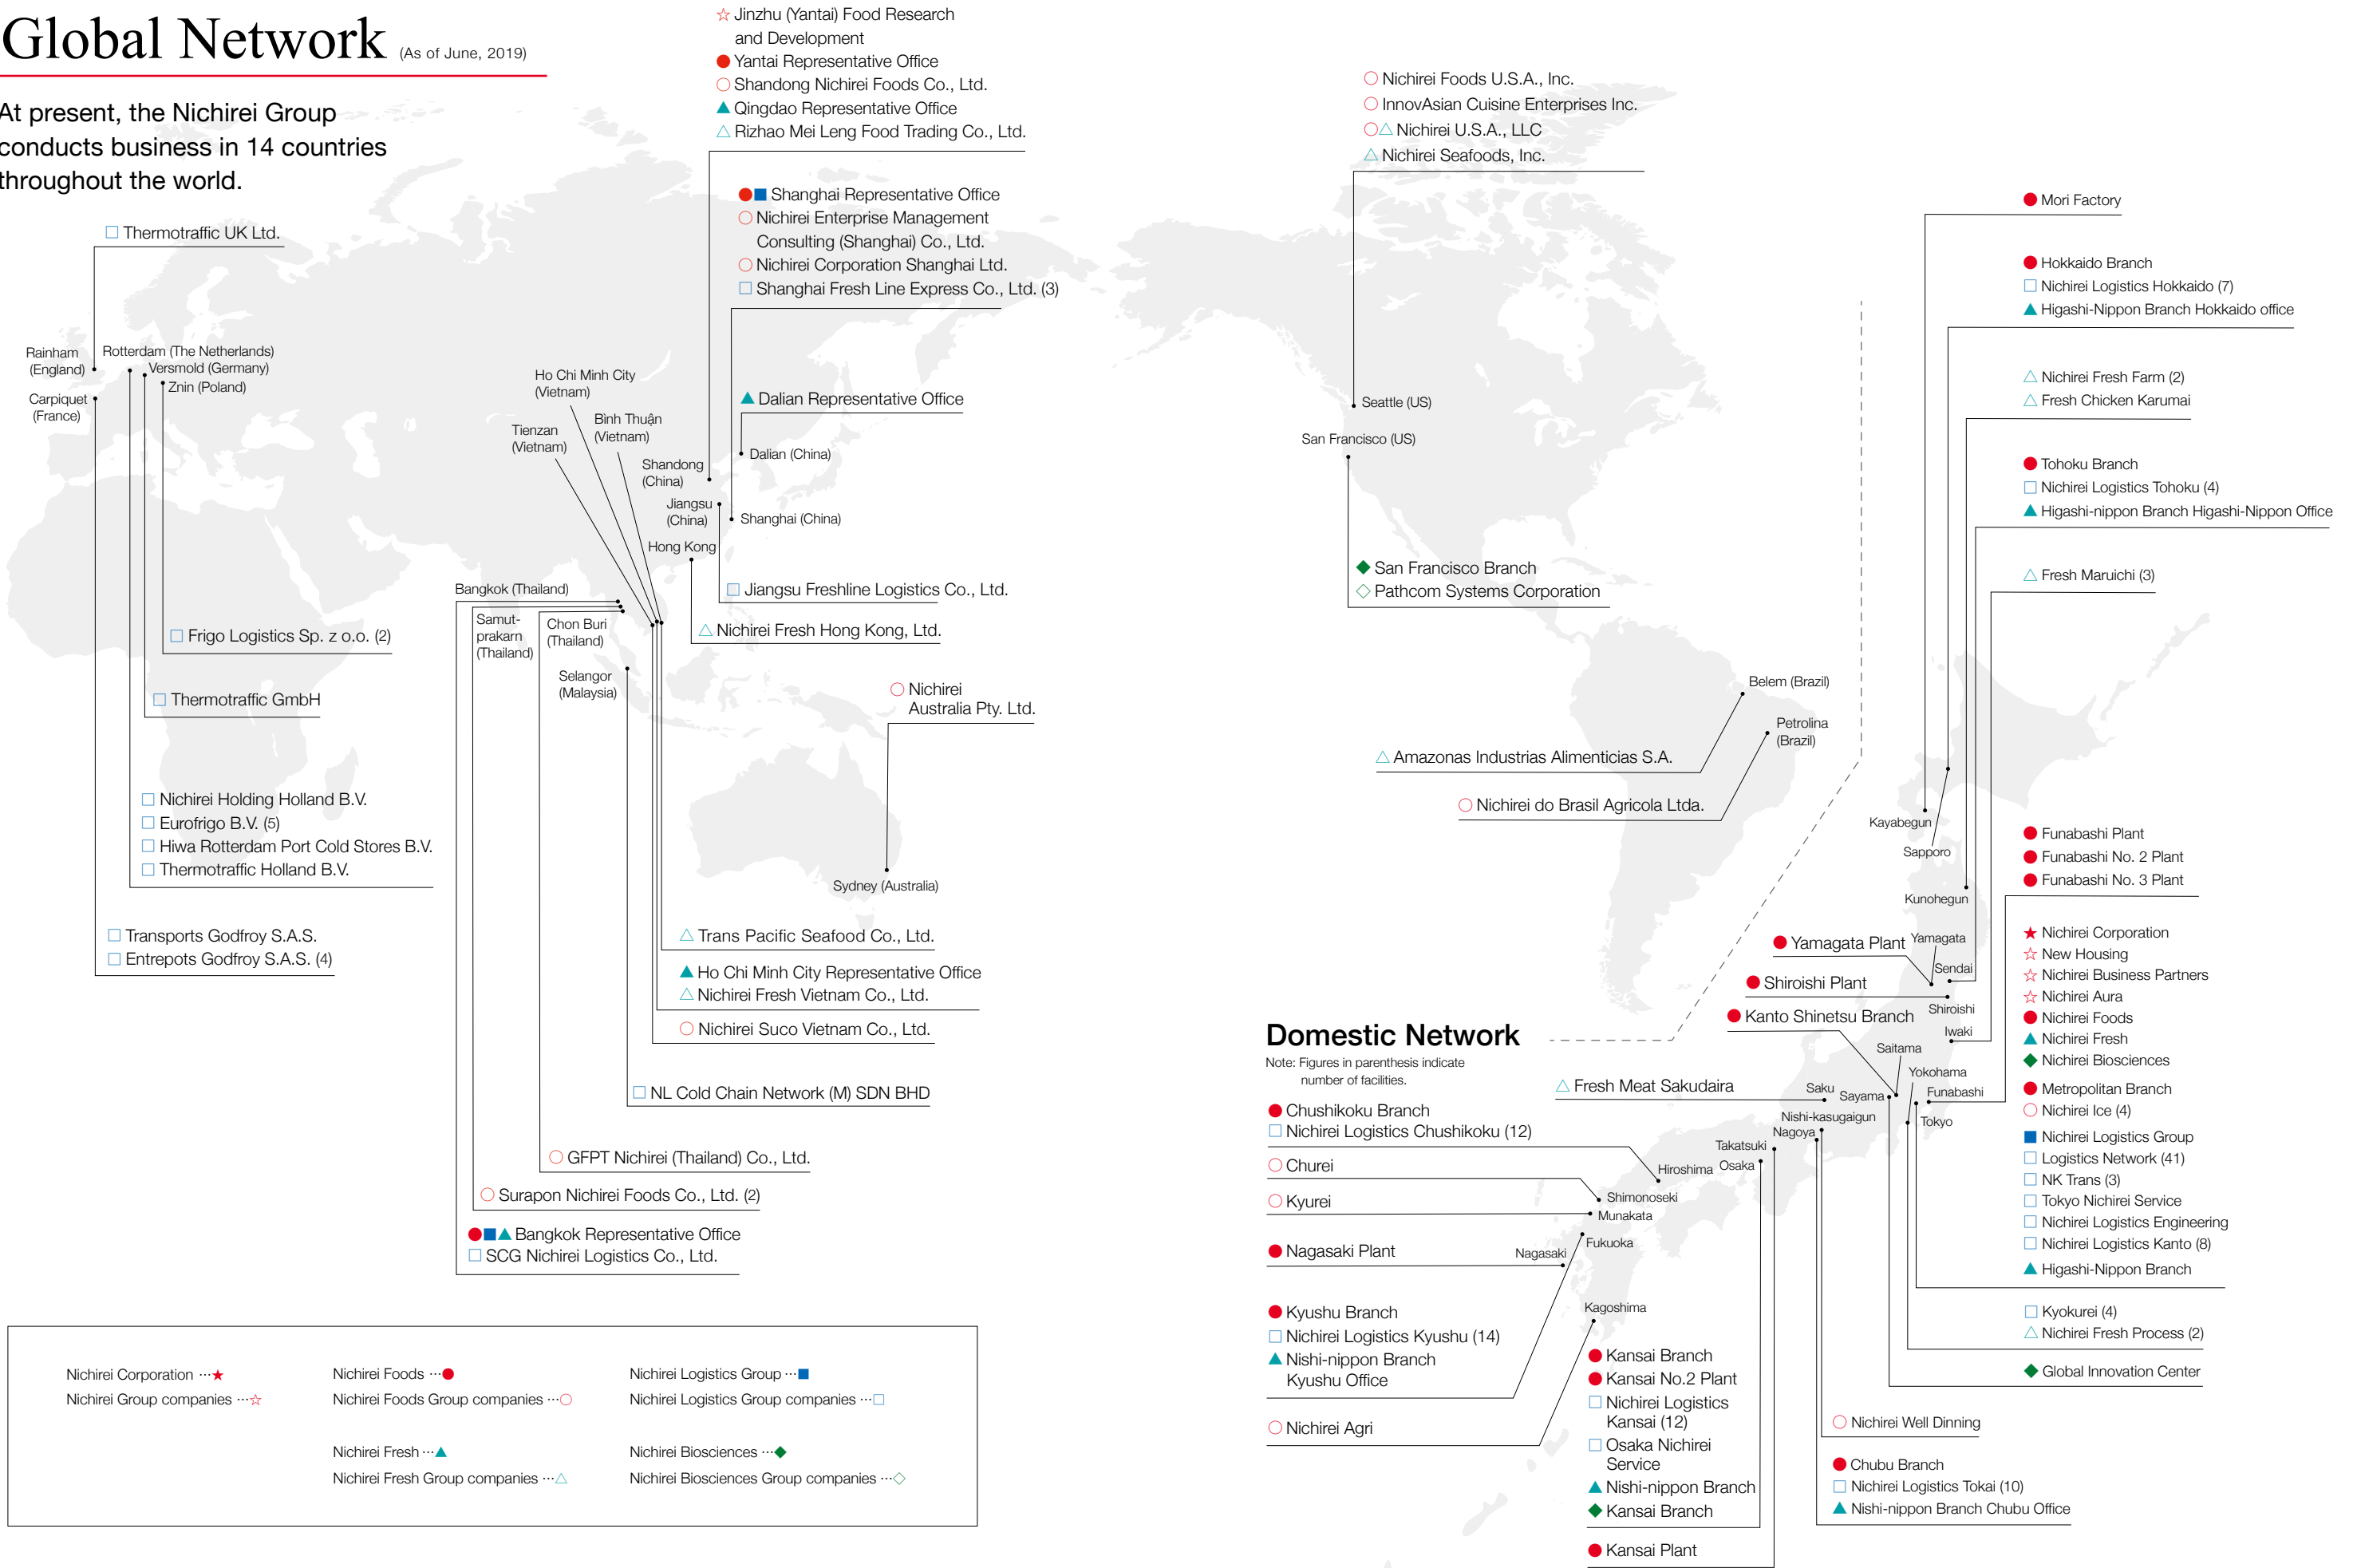 Global Network (As of June, 2019)
At present, the Nichirei Group
conducts business in 14 countries
throughout the world.
☆ Jinzhu (Yantai) Food Research
and Development
● Yantai Representative Office
○ Shandong Nichirei Foods Co., Ltd.
▲ Qingdao Representative Office
△ Rizhao Mei Leng Food Trading Co., Ltd.
●■ Shanghai Representative Office
○ Nichirei Enterprise Management
Consulting (Shanghai) Co., Ltd.
○ Nichirei Corporation Shanghai Ltd.
□ Shanghai Fresh Line Express Co., Ltd. (3)
□ Thermotraffic UK Ltd.
Rainham
(England)
Rotterdam (The Netherlands)
Versmold (Germany)
Znin (Poland)
Carpiquet
(France)
Ho Chi Minh City
(Vietnam)
Bình Thuận
(Vietnam)
Tienzan
(Vietnam)
▲ Dalian Representative Office
Dalian (China)
Shandong
(China)
Jiangsu
(China)
Shanghai (China)
Hong Kong
□ Jiangsu Freshline Logistics Co., Ltd.
△ Nichirei Fresh Hong Kong, Ltd.
Bangkok (Thailand)
Samut-
prakarn
(Thailand)
Chon Buri
(Thailand)
Selangor
(Malaysia)
□ Frigo Logistics Sp. z o.o. (2)
□ Thermotraffic GmbH
□ Nichirei Holding Holland B.V.
□ Eurofrigo B.V. (5)
□ Hiwa Rotterdam Port Cold Stores B.V.
□ Thermotraffic Holland B.V.
□ Transports Godfroy S.A.S.
□ Entrepots Godfroy S.A.S. (4)
○ Nichirei
Australia Pty. Ltd.
Sydney (Australia)
△ Trans Pacific Seafood Co., Ltd.
▲ Ho Chi Minh City Representative Office
△ Nichirei Fresh Vietnam Co., Ltd.
○ Nichirei Suco Vietnam Co., Ltd.
□ NL Cold Chain Network (M) SDN BHD
○ GFPT Nichirei (Thailand) Co., Ltd.
○ Surapon Nichirei Foods Co., Ltd. (2)
●■▲ Bangkok Representative Office
□ SCG Nichirei Logistics Co., Ltd.
Nichirei Corporation ···★
Nichirei Group companies ···☆
Nichirei Foods ···●
Nichirei Foods Group companies ···○
Nichirei Fresh ···▲
Nichirei Fresh Group companies ···△
Nichirei Logistics Group ···■
Nichirei Logistics Group companies ···□
Nichirei Biosciences ···◆
Nichirei Biosciences Group companies ···◇
○ Nichirei Foods U.S.A., Inc.
○ InnovAsian Cuisine Enterprises Inc.
○△ Nichirei U.S.A., LLC
△ Nichirei Seafoods, Inc.
Seattle (US)
San Francisco (US)
◆ San Francisco Branch
◇ Pathcom Systems Corporation
Belem (Brazil)
Petrolina
(Brazil)
△ Amazonas Industrias Alimenticias S.A.
○ Nichirei do Brasil Agricola Ltda.
Domestic Network
Note: Figures in parenthesis indicate
number of facilities.
● Mori Factory
● Hokkaido Branch
□ Nichirei Logistics Hokkaido (7)
▲ Higashi-Nippon Branch Hokkaido office
△ Nichirei Fresh Farm (2)
△ Fresh Chicken Karumai
● Tohoku Branch
□ Nichirei Logistics Tohoku (4)
▲ Higashi-nippon Branch Higashi-Nippon Office
△ Fresh Maruichi (3)
Kayabegun
Sapporo
Kunohegun
● Funabashi Plant
● Funabashi No. 2 Plant
● Funabashi No. 3 Plant
● Yamagata Plant
Yamagata
Sendai
● Shiroishi Plant
Shiroishi
● Kanto Shinetsu Branch
Iwaki
Saitama
Yokohama
△ Fresh Meat Sakudaira
Saku
Sayama
Funabashi
Tokyo
Nishi-kasugaigun
Nagoya
Takatsuki
Osaka
★ Nichirei Corporation
☆ New Housing
☆ Nichirei Business Partners
☆ Nichirei Aura
● Nichirei Foods
▲ Nichirei Fresh
◆ Nichirei Biosciences
● Metropolitan Branch
○ Nichirei Ice (4)
■ Nichirei Logistics Group
□ Logistics Network (41)
□ NK Trans (3)
□ Tokyo Nichirei Service
□ Nichirei Logistics Engineering
□ Nichirei Logistics Kanto (8)
▲ Higashi-Nippon Branch
□ Kyokurei (4)
△ Nichirei Fresh Process (2)
◆ Global Innovation Center
● Chushikoku Branch
□ Nichirei Logistics Chushikoku (12)
Hiroshima
○ Churei
Shimonoseki
○ Kyurei
Munakata
Fukuoka
● Nagasaki Plant
Nagasaki
● Kyushu Branch
□ Nichirei Logistics Kyushu (14)
▲ Nishi-nippon Branch
Kyushu Office
Kagoshima
○ Nichirei Agri
● Kansai Branch
● Kansai No.2 Plant
□ Nichirei Logistics
Kansai (12)
□ Osaka Nichirei
Service
▲ Nishi-nippon Branch
◆ Kansai Branch
● Kansai Plant
○ Nichirei Well Dinning
● Chubu Branch
□ Nichirei Logistics Tokai (10)
▲ Nishi-nippon Branch Chubu Office